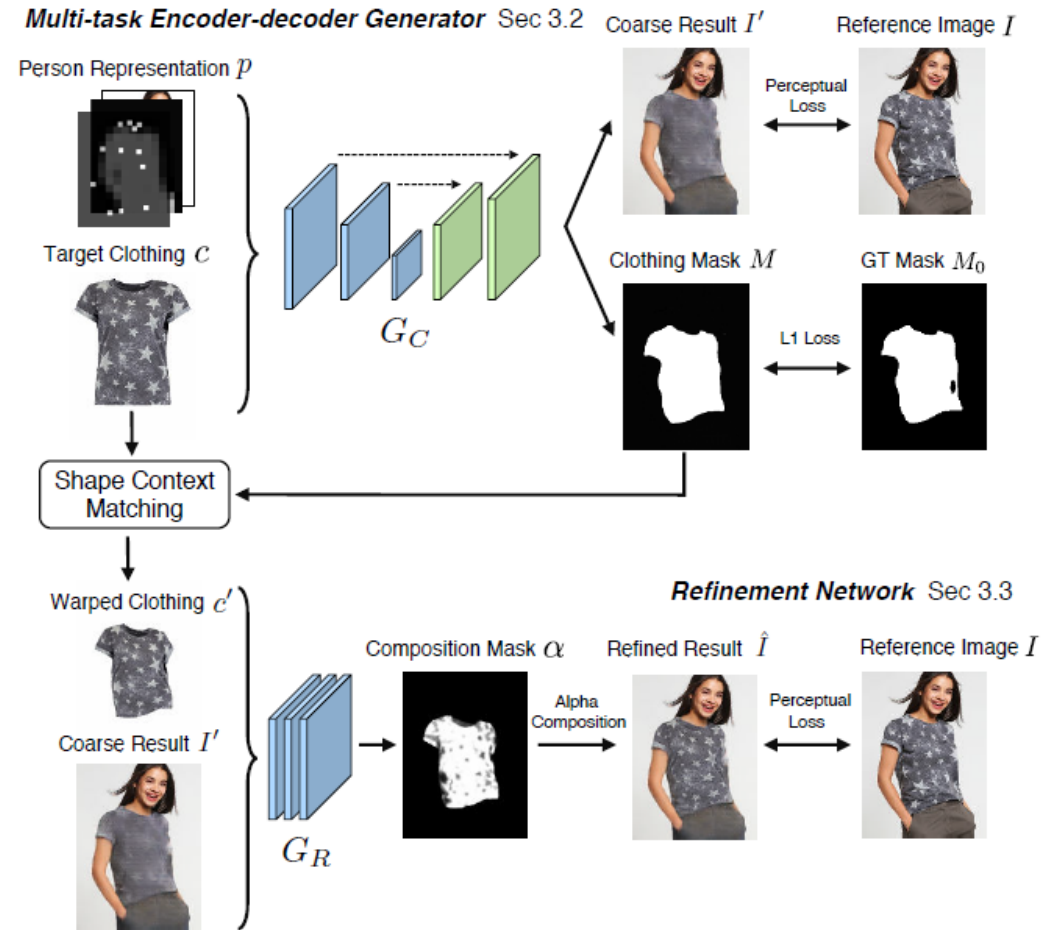 Multi-task Encoder-decoder Generator Sec 3.2
Coarse Result I′
Reference Image I
Person Representation p
Perceptual
Loss
Target Clothing c
G_C
Clothing Mask M
GT Mask M_0
L1 Loss
Shape Context
Matching
Refinement Network Sec 3.3
Warped Clothing c′
Composition Mask α
Refined Result Î
Reference Image I
Alpha
Composition
Perceptual
Loss
Coarse Result I′
G_R